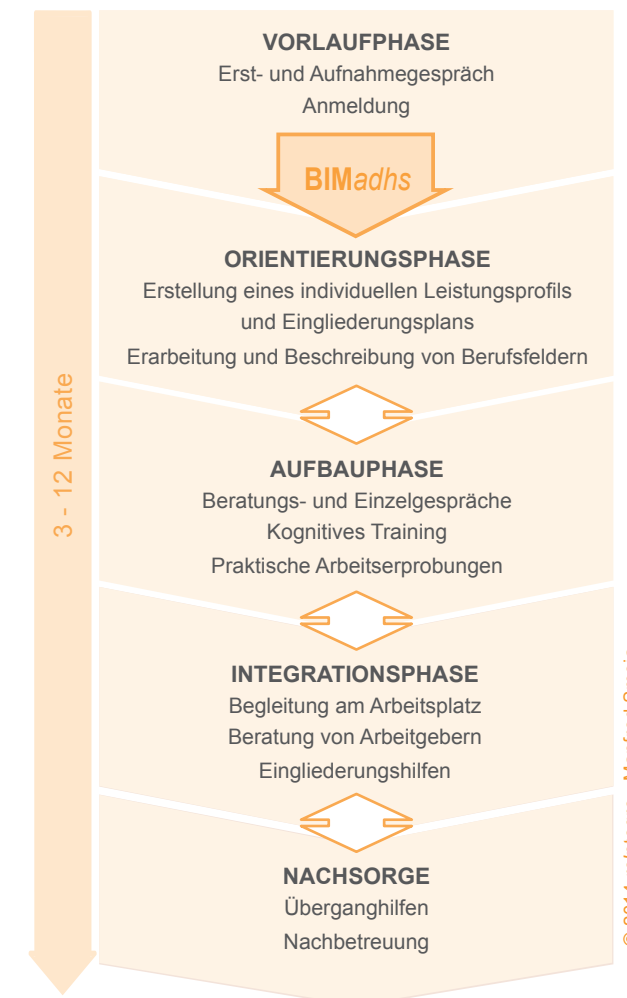 VORLAUFPHASE
Erst- und Aufnahmegespräch
Anmeldung
BIMadhs
ORIENTIERUNGSPHASE
Erstellung eines individuellen Leistungsprofils
und Eingliederungsplans
Erarbeitung und Beschreibung von Berufsfeldern
AUFBAUPHASE
Beratungs- und Einzelgespräche
Kognitives Training
Praktische Arbeitserprobungen
INTEGRATIONSPHASE
Begleitung am Arbeitsplatz
Beratung von Arbeitgebern
Eingliederungshilfen
NACHSORGE
Überganghilfen
Nachbetreuung
3 - 12 Monate